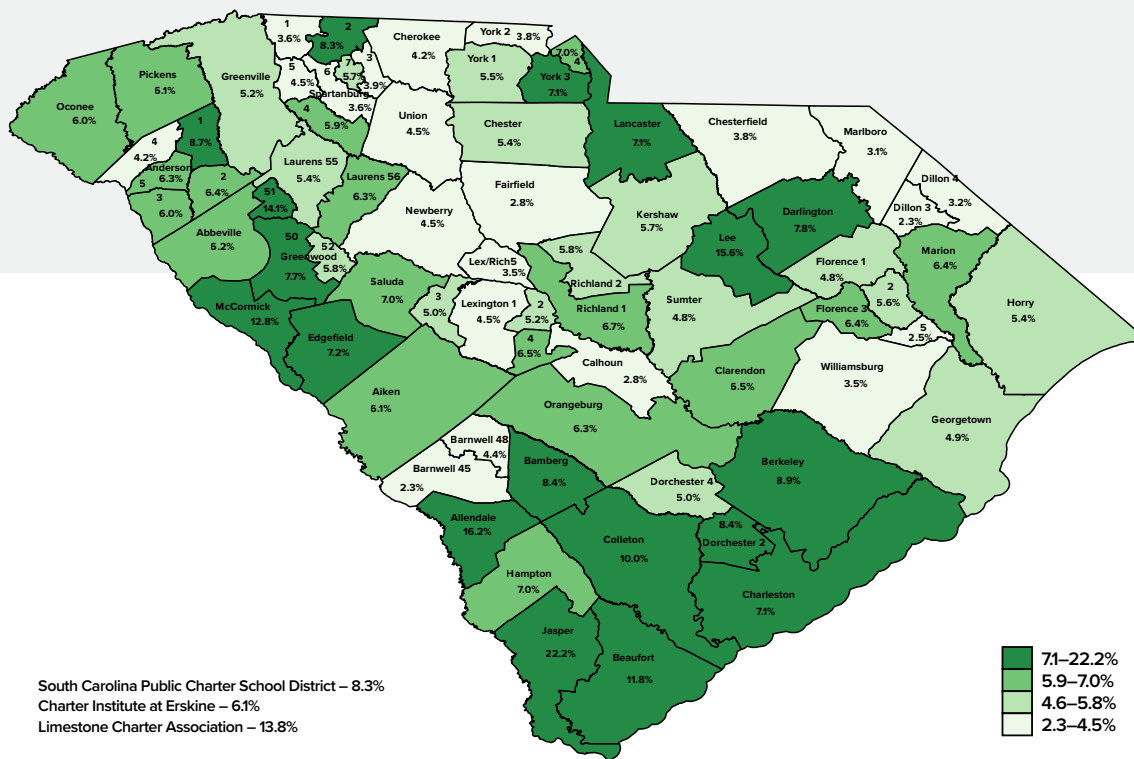 1
3.6%
2
8.3%
Cherokee
4.2%
York 2 3.8%
7.0%
4
York 1
5.5%
York 3
7.1%
Pickens
6.1%
Greenville
5.2%
5
4.5%
6
7
5.7%
3
3.9%
Spartanburg
3.6%
4
5.9%
Oconee
6.0%
1
8.7%
4
4.2%
Anderson
6.3%
5
2
6.4%
3
6.0%
Union
4.5%
Chester
5.4%
Lancaster
7.1%
Chesterfield
3.8%
Marlboro
3.1%
Dillon 4
3.2%
Dillon 3
2.3%
Laurens 55
5.4%
Laurens 56
6.3%
Fairfield
2.8%
Newberry
4.5%
Kershaw
5.7%
Darlington
7.8%
Lee
15.6%
51
14.1%
Abbeville
6.2%
50
Greenwood
7.7%
52
5.8%
Lex/Rich5
3.5%
5.8%
Richland 2
Florence 1
4.8%
Marion
6.4%
Saluda
7.0%
3
5.0%
Lexington 1
4.5%
2
5.2%
Richland 1
6.7%
Sumter
4.8%
2
5.6%
Florence 3
6.4%
5
2.5%
Horry
5.4%
McCormick
12.8%
Edgefield
7.2%
4
6.5%
Calhoun
2.8%
Clarendon
6.5%
Williamsburg
3.5%
Aiken
6.1%
Orangeburg
6.3%
Georgetown
4.9%
Barnwell 48
4.4%
Barnwell 45
2.3%
Bamberg
8.4%
Dorchester 4
5.0%
Berkeley
8.9%
Allendale
16.2%
Colleton
10.0%
8.4%
Dorchester 2
Hampton
7.0%
Charleston
7.1%
Jasper
22.2%
Beaufort
11.8%
7.1–22.2%
5.9–7.0%
4.6–5.8%
2.3–4.5%
South Carolina Public Charter School District – 8.3%
Charter Institute at Erskine – 6.1%
Limestone Charter Association – 13.8%